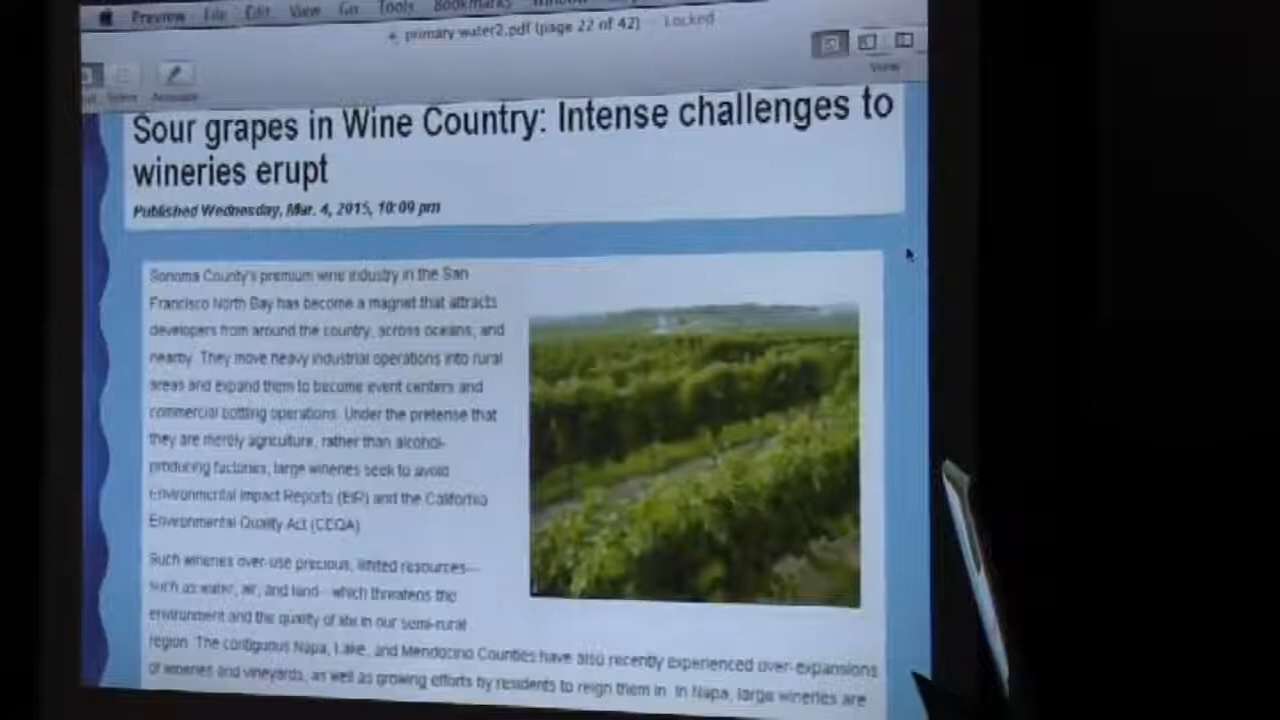 Preview File Edit View Go Tools Bookmarks
primary water2.pdf (page 22 of 42) — Locked
View
Sour grapes in Wine Country: Intense challenges to
wineries erupt
Published Wednesday, Mar. 4, 2015, 10:09 pm
Sonoma County's premium wine industry in the San
Francisco North Bay has become a magnet that attracts
developers from around the country, across oceans, and
nearby. They move heavy industrial operations into rural
areas and expand them to become event centers and
commercial bottling operations. Under the pretense that
they are merely agriculture, rather than alcohol-
producing factories, large wineries seek to avoid
Environmental Impact Reports (EIR) and the California
Environmental Quality Act (CEQA)
Such wineries over-use precious, limited resources—
such as water, air, and land—which threatens the
environment and the quality of life in our semi-rural
region. The contiguous Napa, Lake, and Mendocino Counties have also recently experienced over-expansions
of wineries and vineyards, as well as growing efforts by residents to reign them in. In Napa, large wineries are